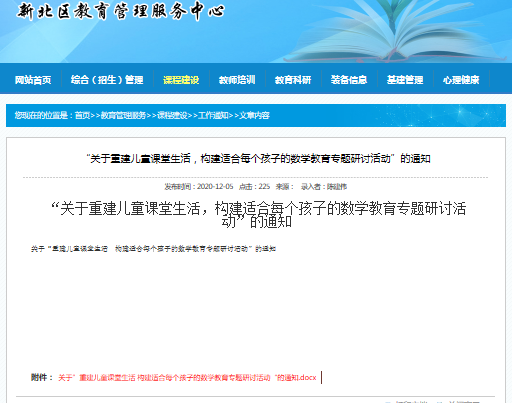 新北区教育管理服务中心
网站首页 综合（招生）管理 课程建设 教师培训 教育科研 装备信息 基建管理 心理健康
您现在的位置是：首页>>教育管理服务>>课程建设>>工作通知>>文章内容
“关于重建儿童课堂生活，构建适合每个孩子的数学教育专题研讨活动”的通知
发布时间：2020-12-05 点击：225 来源： 录入者：陈建伟
“关于重建儿童课堂生活，构建适合每个孩子的数学教育专题研讨活
动”的通知
关于“重建儿童课堂生活 构建适合每个孩子的数学教育专题研讨活动”的通知
附件： 关于”重建儿童课堂生活 构建适合每个孩子的数学教育专题研讨活动“的通知.docx